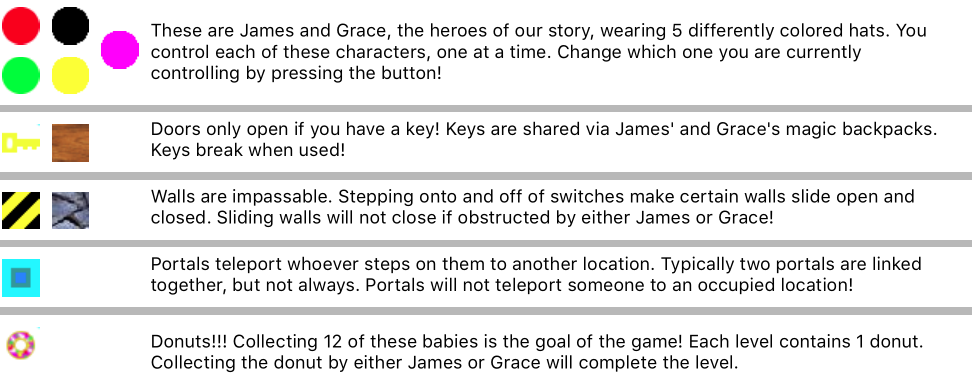 These are James and Grace, the heroes of our story, wearing 5 differently colored hats. You
control each of these characters, one at a time. Change which one you are currently
controlling by pressing the button!
Doors only open if you have a key! Keys are shared via James' and Grace's magic backpacks.
Keys break when used!
Walls are impassable. Stepping onto and off of switches make certain walls slide open and
closed. Sliding walls will not close if obstructed by either James or Grace!
Portals teleport whoever steps on them to another location. Typically two portals are linked
together, but not always. Portals will not teleport someone to an occupied location!
Donuts!!! Collecting 12 of these babies is the goal of the game! Each level contains 1 donut.
Collecting the donut by either James or Grace will complete the level.